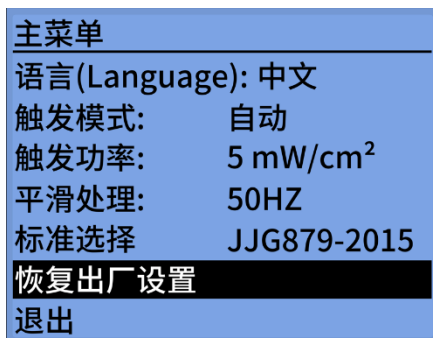 主菜单
语言(Language): 中文
触发模式: 自动
触发功率: 5 mW/cm²
平滑处理: 50HZ
标准选择 JJG879-2015
恢复出厂设置
退出